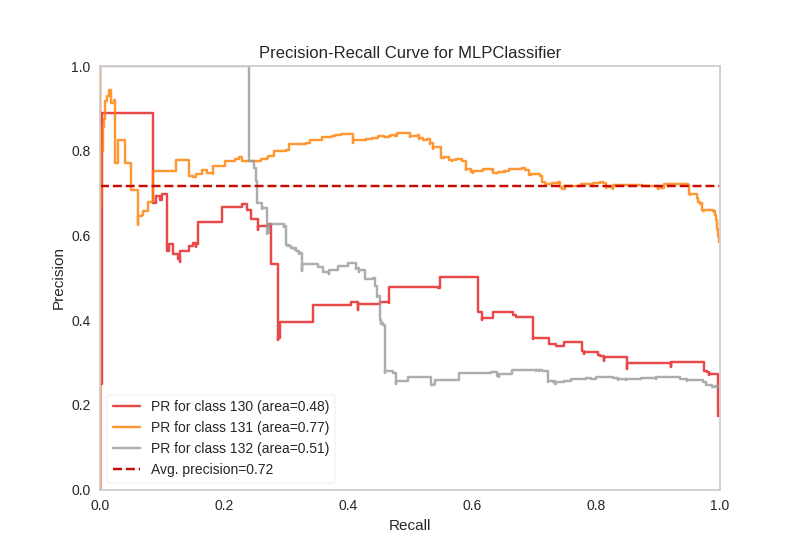 Precision-Recall Curve for MLPClassifier
1.0
0.8
0.6
0.4
0.2
0.0
Precision
PR for class 130 (area=0.48)
PR for class 131 (area=0.77)
PR for class 132 (area=0.51)
Avg. precision=0.72
0.0 0.2 0.4 0.6 0.8 1.0
Recall